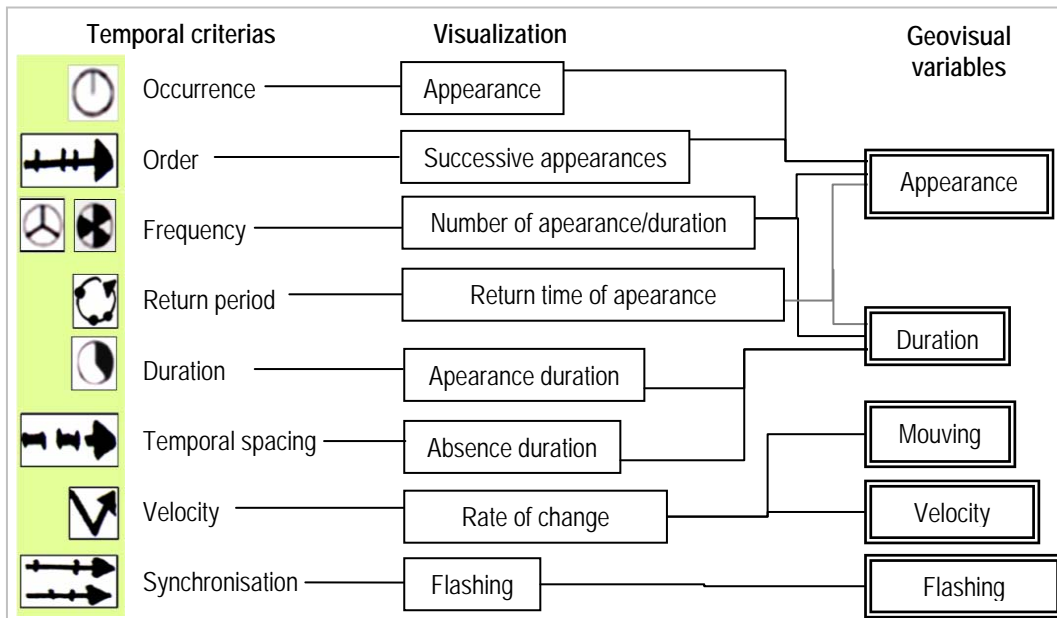 Temporal criterias Visualization Geovisual
variables
Occurrence Appearance
Order Successive appearances Appearance
Frequency Number of apearance/duration
Return period Return time of apearance
Duration Apearance duration Duration
Temporal spacing Absence duration Mouving
Velocity Rate of change Velocity
Synchronisation Flashing Flashing